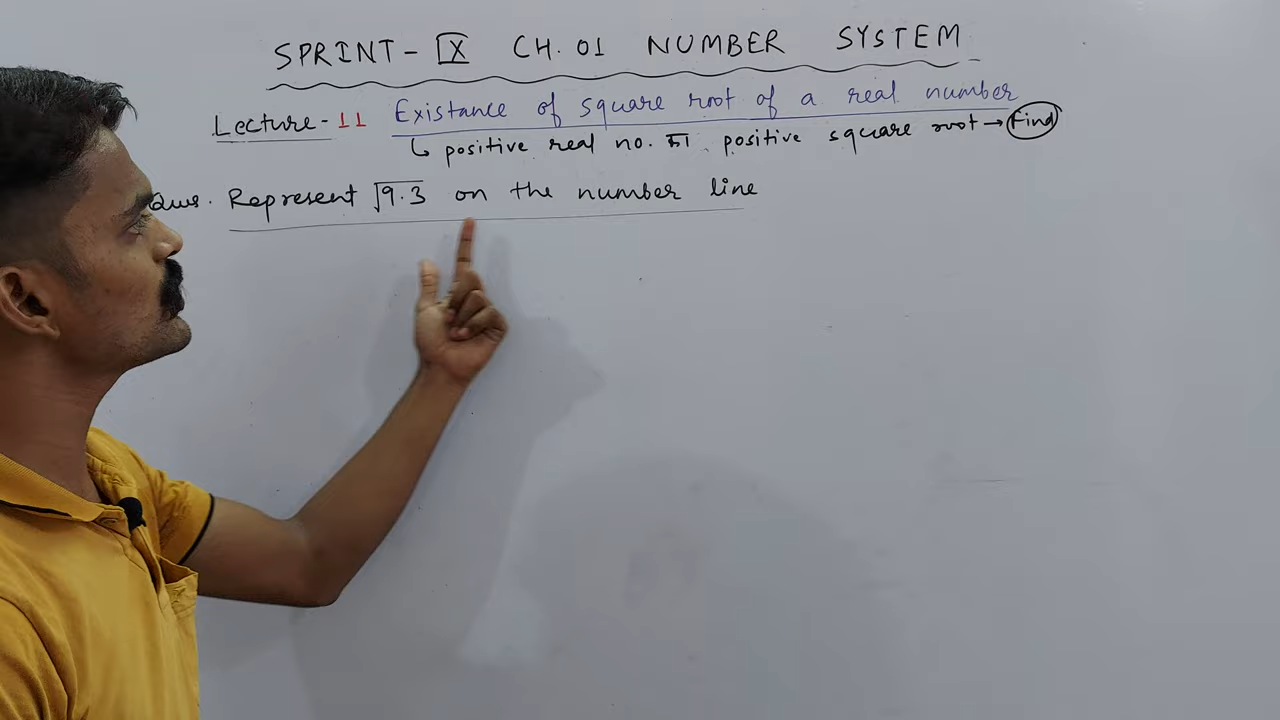 SPRINT- IX CH. 01 NUMBER SYSTEM
Lecture - 11 Existance of square root of a real number
↳ positive real no. का positive square root → Find
Ques. Represent √9.3 on the number line